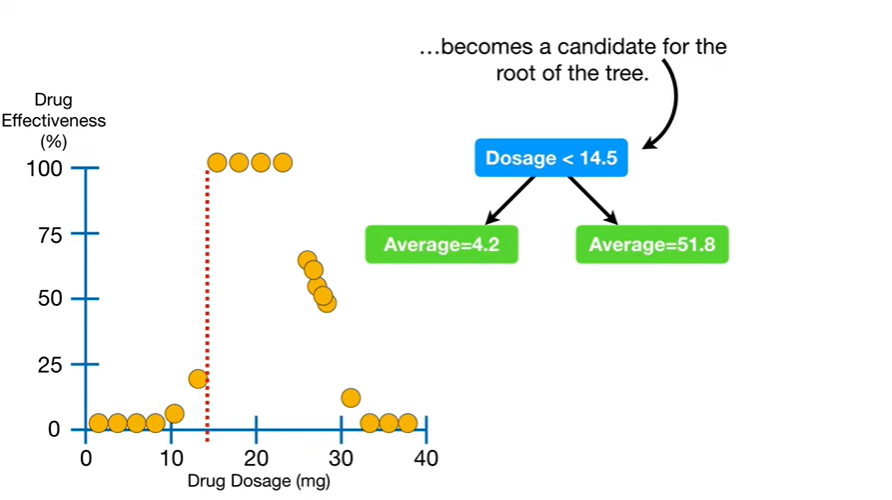 …becomes a candidate for the
root of the tree.
Drug
Effectiveness
(%)
100
75
50
25
0
0 10 20 30 40
Drug Dosage (mg)
Dosage < 14.5
Average=4.2
Average=51.8